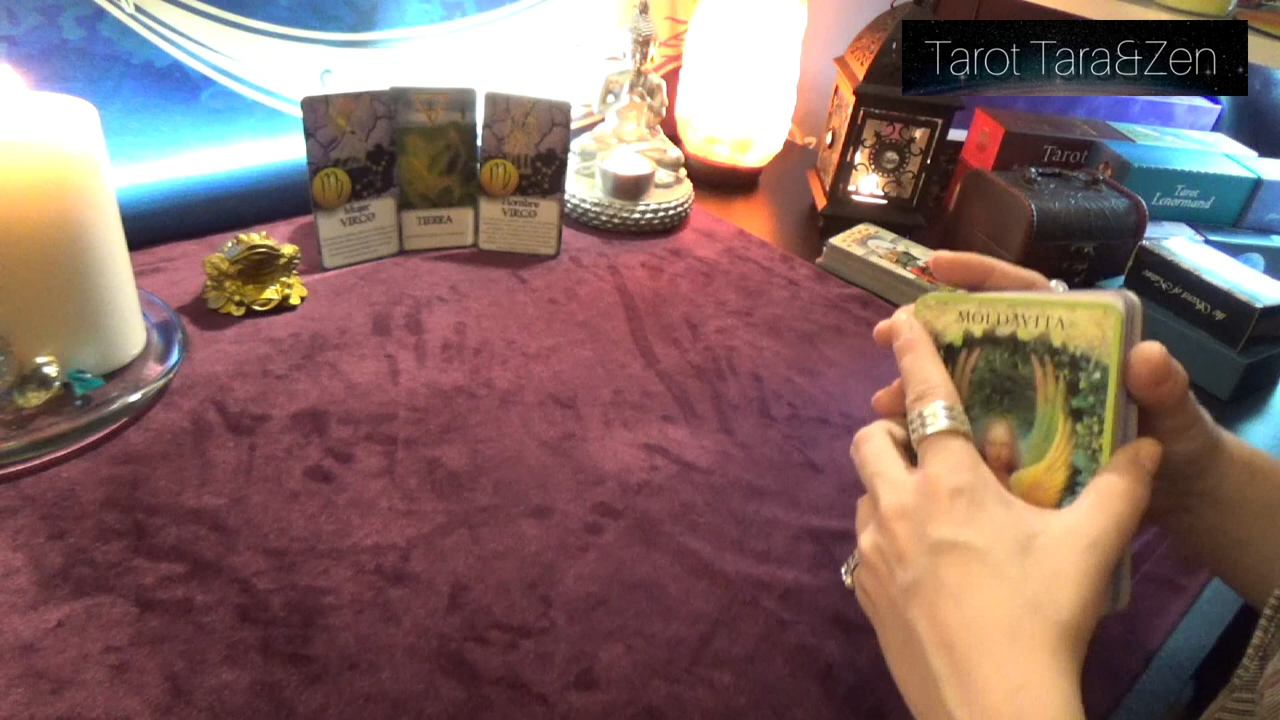 Tarot Tara&Zen
Mujer
VIRGO
TIERRA
Hombre
VIRGO
Tarot
Tarot
Lenormand
MOLDAVITA